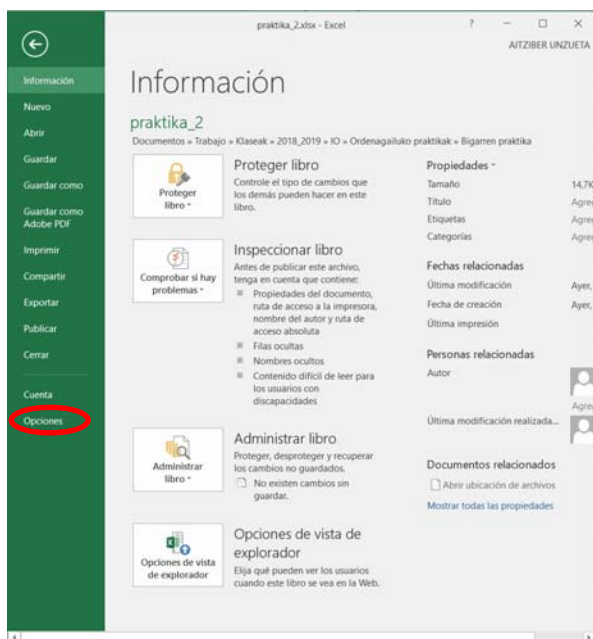 praktika_2.xlsx - Excel
?
AITZIBER UNZUETA
Información
Nuevo
Abrir
Guardar
Guardar como
Guardar como
Adobe PDF
Imprimir
Compartir
Exportar
Publicar
Cerrar
Cuenta
Opciones
Información
praktika_2
Documentos » Trabajo » Klaseak » 2018_2019 » IO » Ordenagailuko praktikak » Bigarren praktika
Proteger
libro
Proteger libro
Controle el tipo de cambios que
los demás pueden hacer en este
libro.
Comprobar si hay
problemas
Inspeccionar libro
Antes de publicar este archivo,
tenga en cuenta que contiene:
Propiedades del documento,
ruta de acceso a la impresora,
nombre del autor y ruta de
acceso absoluta
Filas ocultas
Nombres ocultos
Contenido difícil de leer para
los usuarios con
discapacidades
Administrar
libro
Administrar libro
Proteger, desproteger y recuperar
los cambios no guardados.
No existen cambios sin
guardar.
Opciones de vista
de explorador
Opciones de vista de
explorador
Elija qué pueden ver los usuarios
cuando este libro se vea en la Web.
Propiedades
Tamaño 14,7K
Título Agre
Etiquetas Agre
Categorías Agre
Fechas relacionadas
Última modificación Ayer,
Fecha de creación Ayer,
Última impresión
Personas relacionadas
Autor
Agre
Última modificación realizada...
Documentos relacionados
Abrir ubicación de archivos
Mostrar todas las propiedades